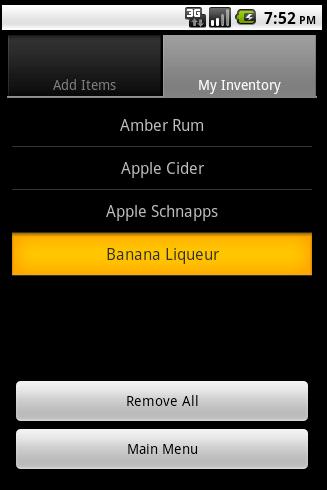 3G 7:52 PM
Add Items My Inventory
Amber Rum
Apple Cider
Apple Schnapps
Banana Liqueur
Remove All
Main Menu